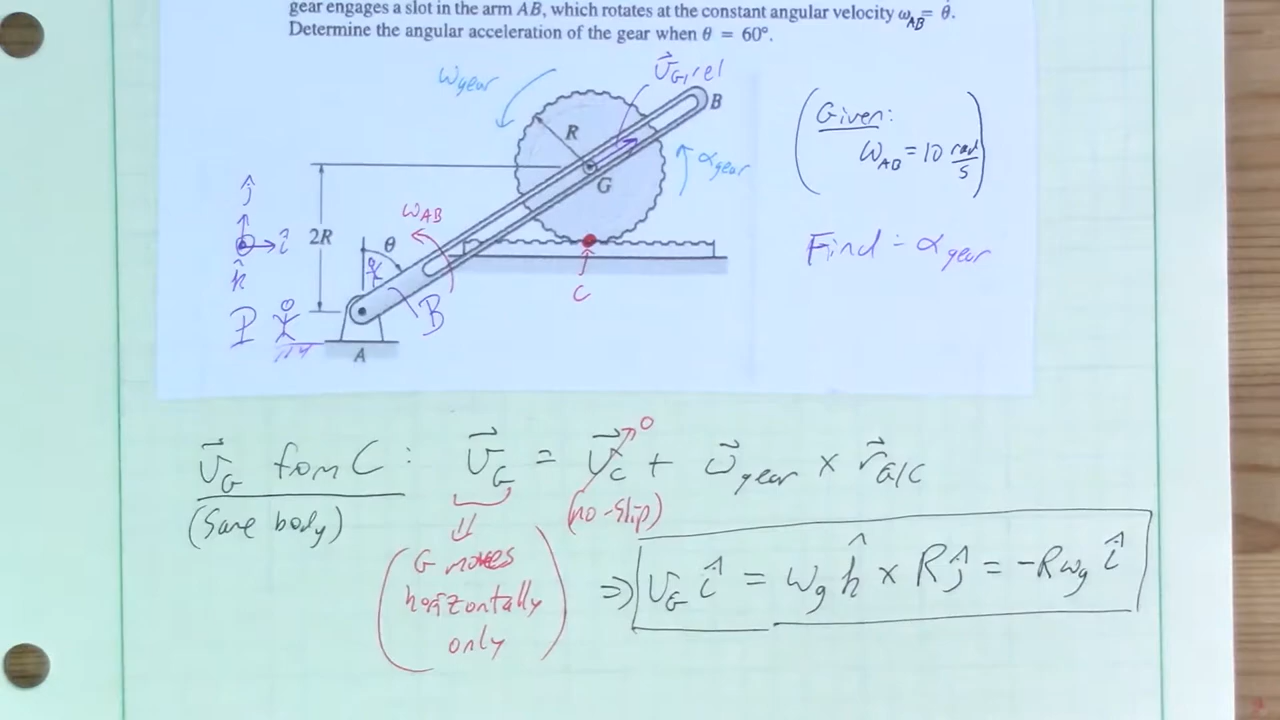 gear engages a slot in the arm AB, which rotates at the constant angular velocity ω_AB = θ̇.
Determine the angular acceleration of the gear when θ = 60°.
ω_gear
v⃗_G,rel
B
R
G
α_gear
(Given:
ω_AB = 10 rad/s)
Find - α_gear
ĵ
î
k̂
2R
ω_AB
θ
B
C
A
v⃗_G from C: v⃗_G = v⃗_C→0 + ω⃗_gear × r⃗_G/C
(Same body)
(no-slip)
⇓
(G moves
horizontally
only)
⇒ v_G î = ω_g k̂ × R ĵ = -Rω_g î